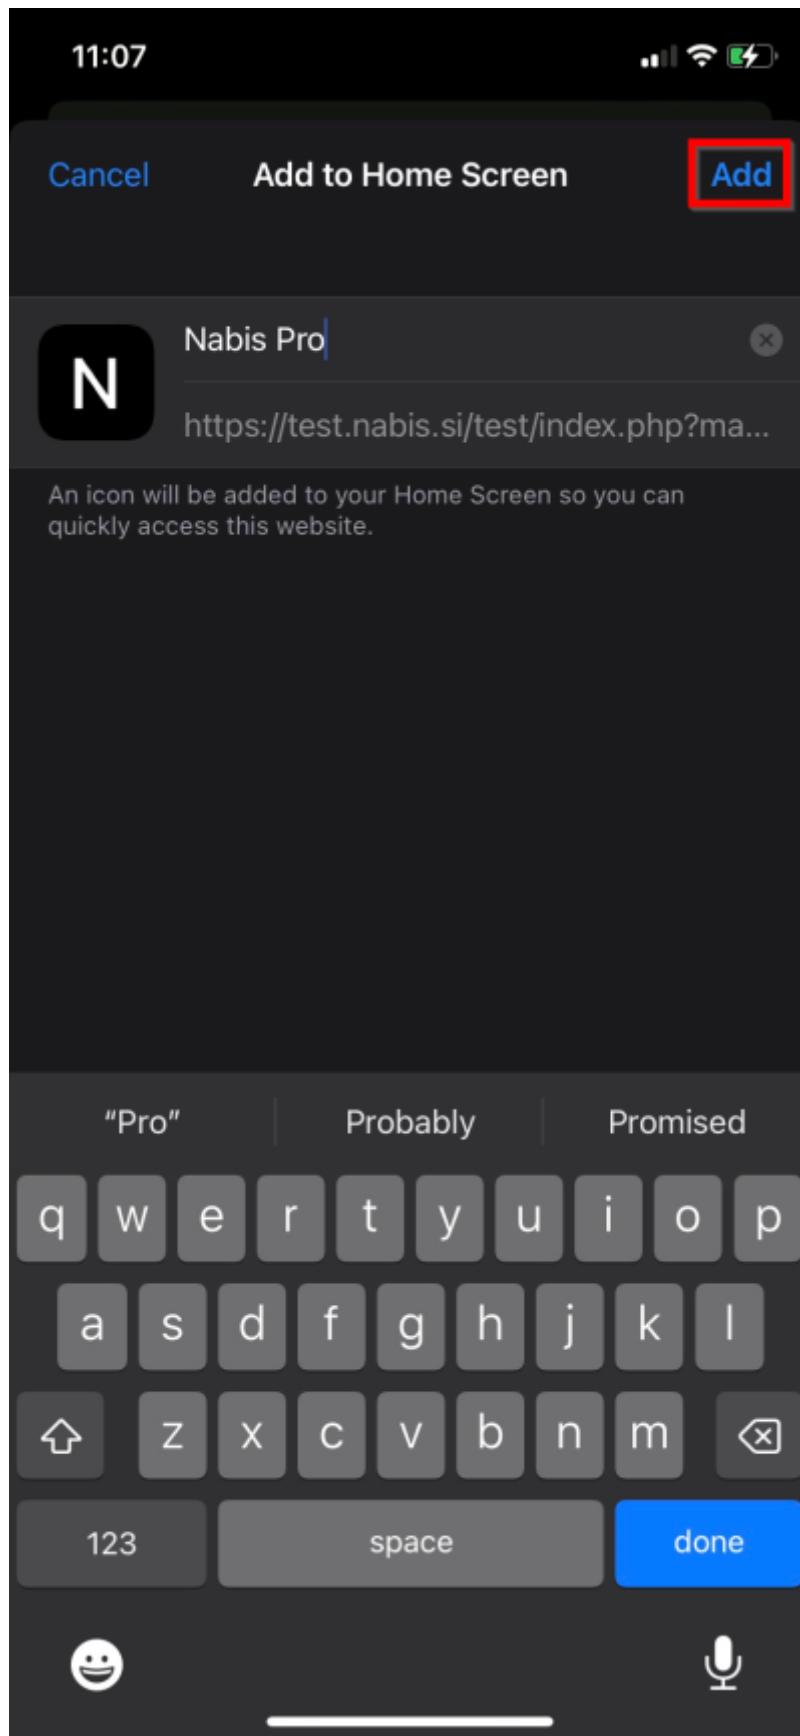 11:07
Cancel Add to Home Screen Add
N
Nabis Pro
https://test.nabis.si/test/index.php?ma...
An icon will be added to your Home Screen so you can
quickly access this website.
“Pro” Probably Promised
q w e r t y u i o p
a s d f g h j k l
z x c v b n m
123 space done